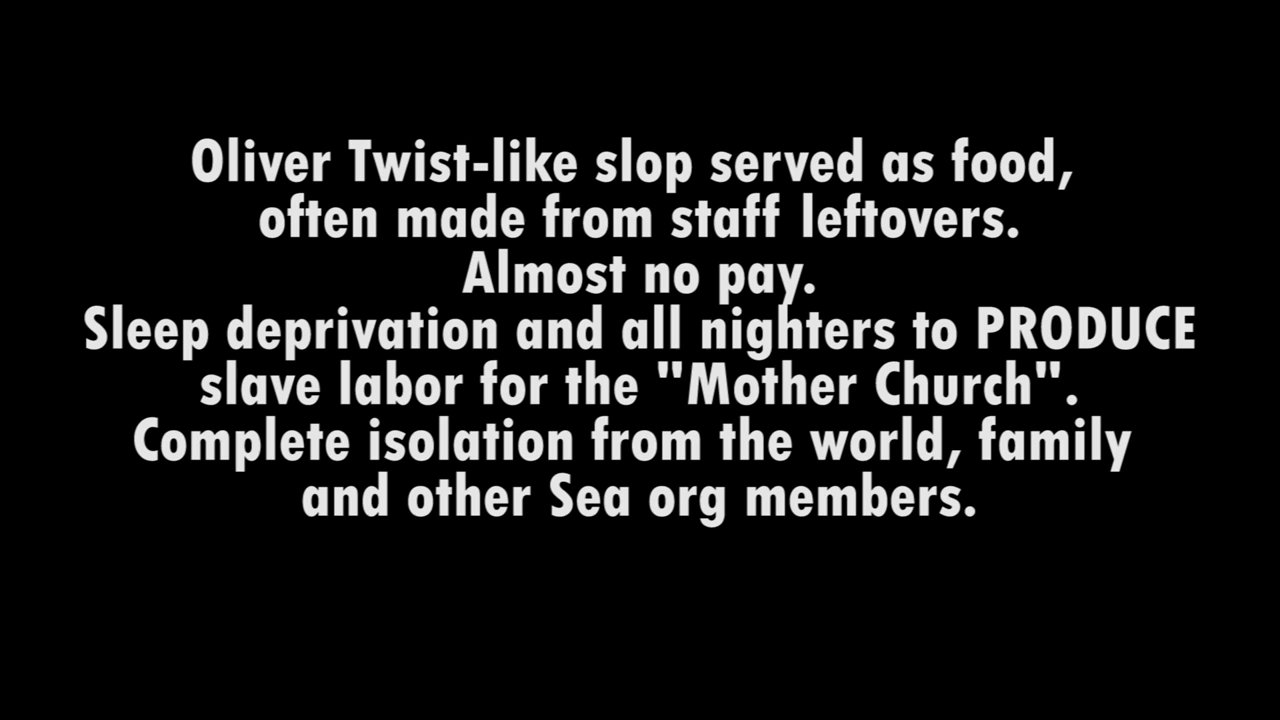 Oliver Twist-like slop served as food,
often made from staff leftovers.
Almost no pay.
Sleep deprivation and all nighters to PRODUCE
slave labor for the "Mother Church".
Complete isolation from the world, family
and other Sea org members.